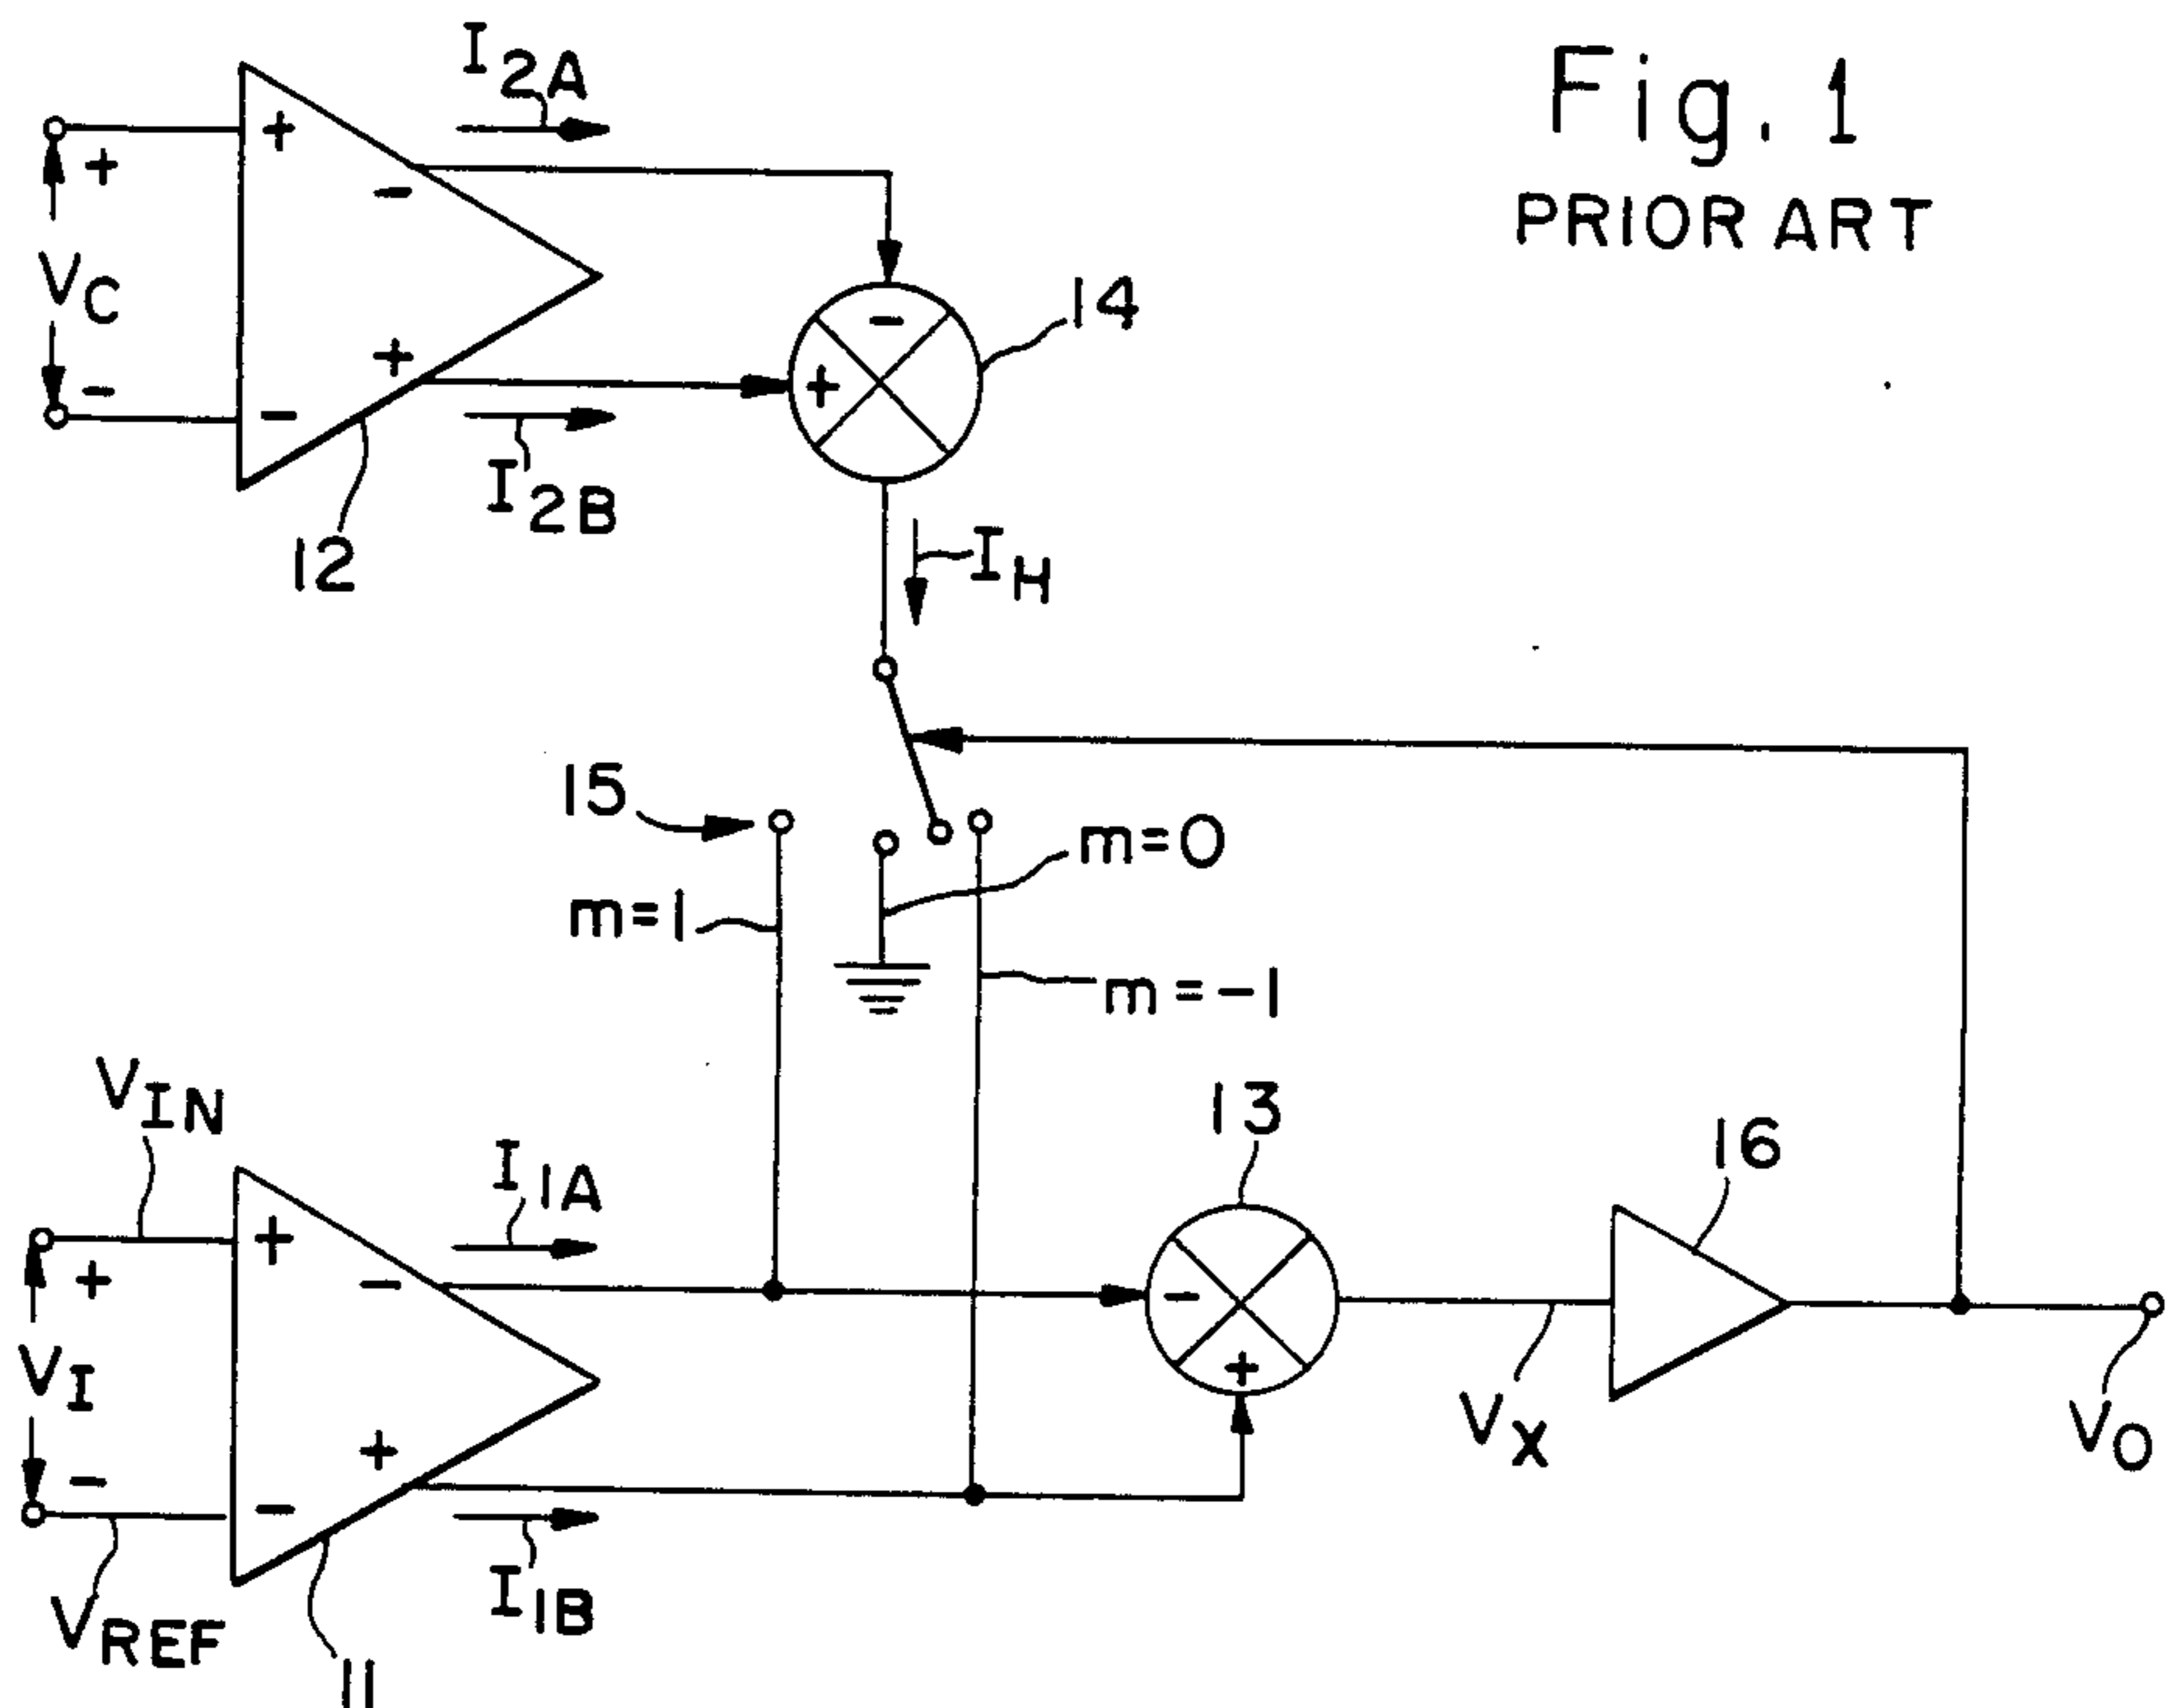 Fig. 1
PRIOR ART
I2A
+
-
+
VC
-
+
-
I2B
12
-
+
14
IH
15
m=1
m=0
m=-1
VIN
I1A
+
-
+
VI
-
+
-
VREF
I1B
11
13
-
+
16
VX
VO